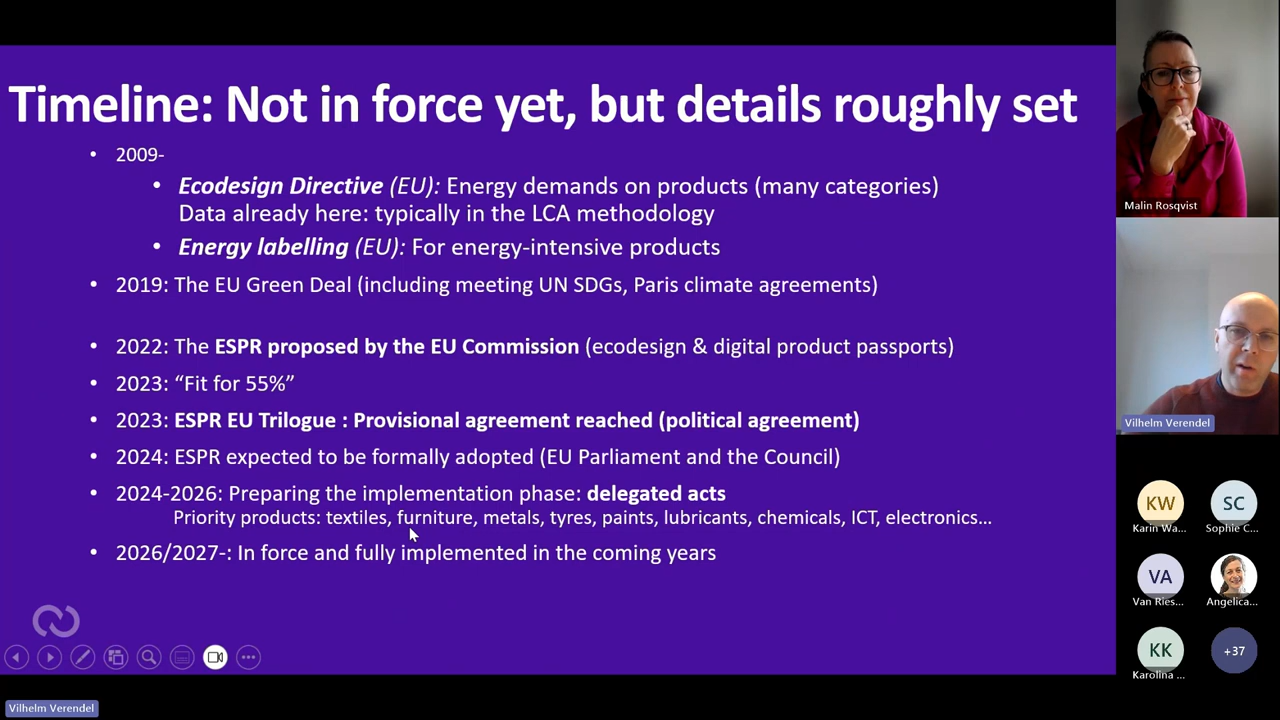 Timeline: Not in force yet, but details roughly set
• 2009-
• Ecodesign Directive (EU): Energy demands on products (many categories)
Data already here: typically in the LCA methodology
• Energy labelling (EU): For energy-intensive products
• 2019: The EU Green Deal (including meeting UN SDGs, Paris climate agreements)
• 2022: The ESPR proposed by the EU Commission (ecodesign & digital product passports)
• 2023: “Fit for 55%”
• 2023: ESPR EU Trilogue : Provisional agreement reached (political agreement)
• 2024: ESPR expected to be formally adopted (EU Parliament and the Council)
• 2024-2026: Preparing the implementation phase: delegated acts
Priority products: textiles, furniture, metals, tyres, paints, lubricants, chemicals, ICT, electronics...
• 2026/2027-: In force and fully implemented in the coming years
Vilhelm Verendel
Malin Rosqvist
Vilhelm Verendel
KW
SC
Karin Wa...
Sophie C...
VA
Van Ries...
Angelica...
KK
+37
Karolina ...